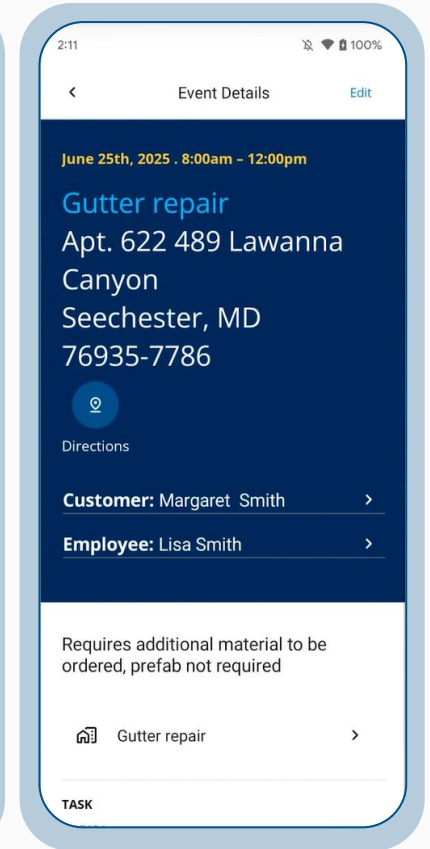 2:11 100%
Event Details Edit
June 25th, 2025 . 8:00am – 12:00pm
Gutter repair
Apt. 622 489 Lawanna
Canyon
Seechester, MD
76935-7786
Directions
Customer: Margaret  Smith
Employee: Lisa Smith
Requires additional material to be
ordered, prefab not required
Gutter repair
TASK